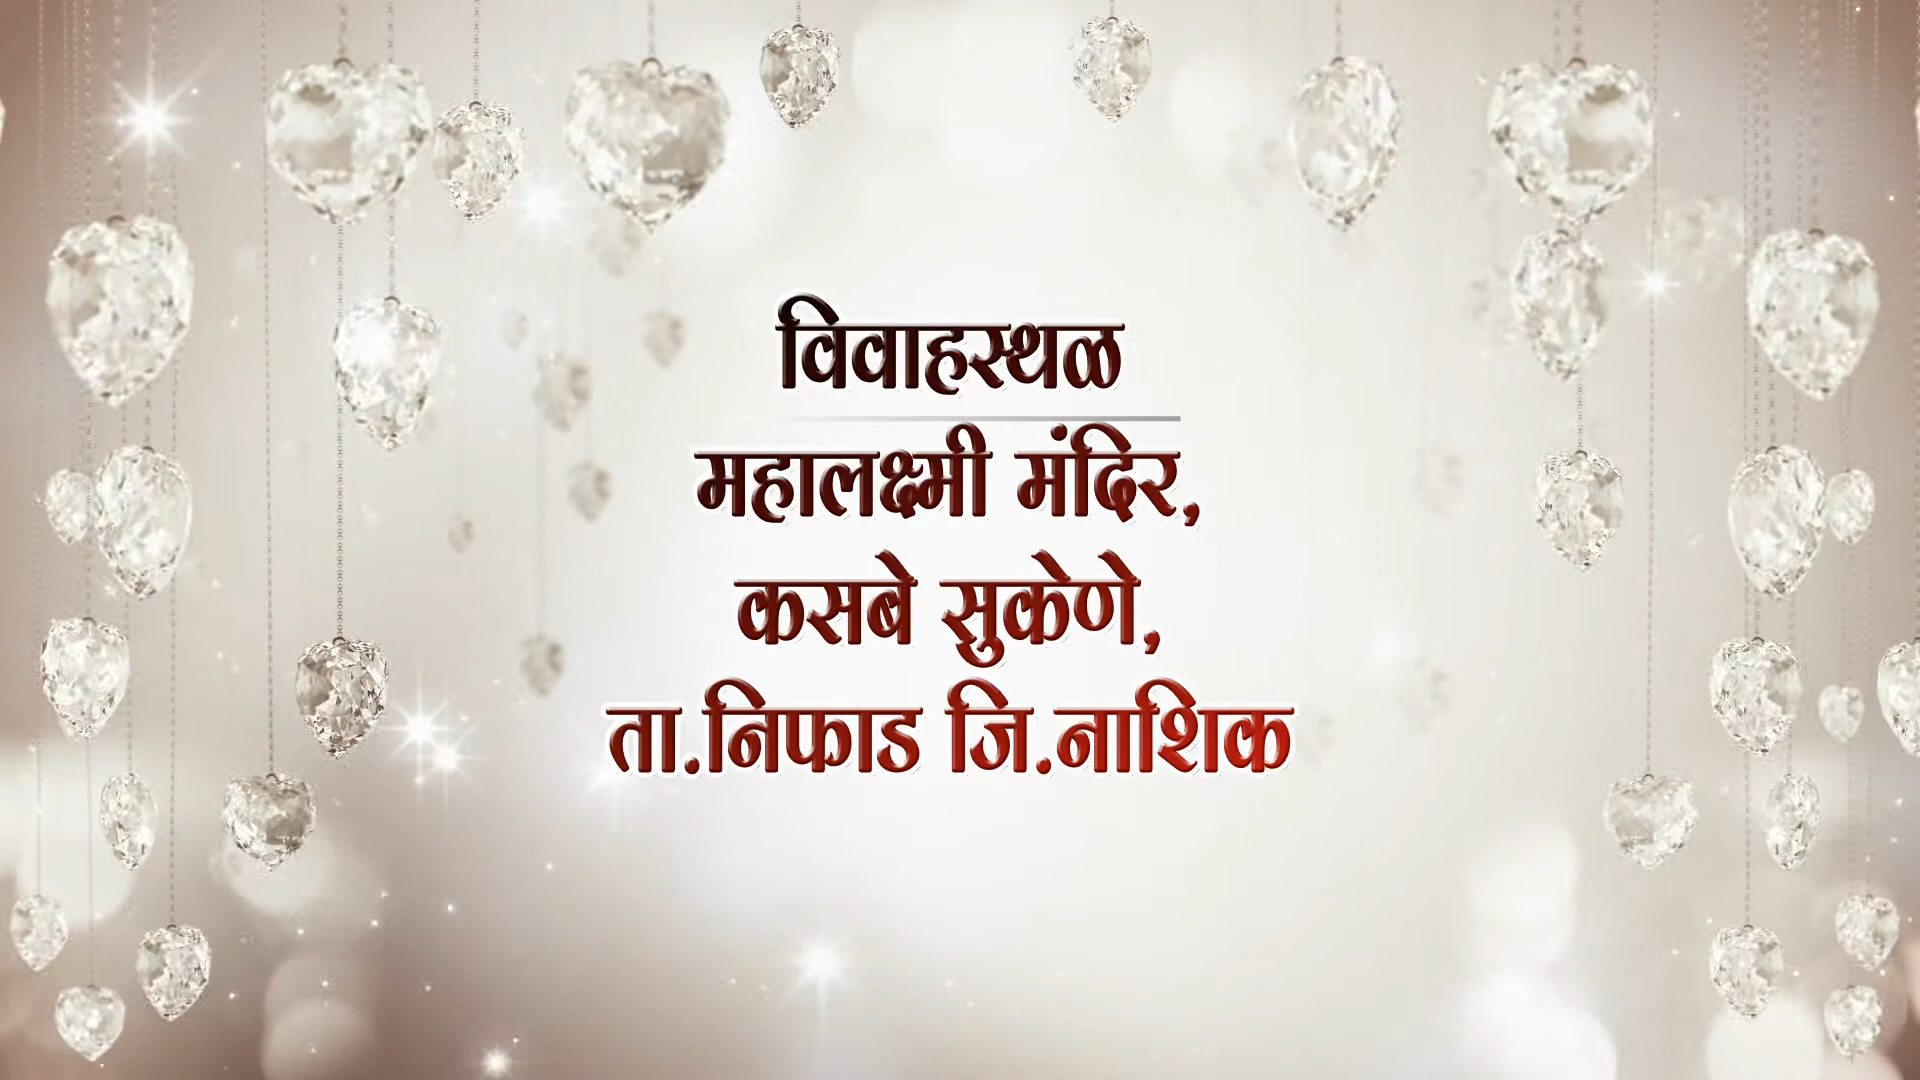 विवाहस्थळ
महालक्ष्मी मंदिर,
कसबे सुकेणे,
ता.निफाड जि.नाशिक